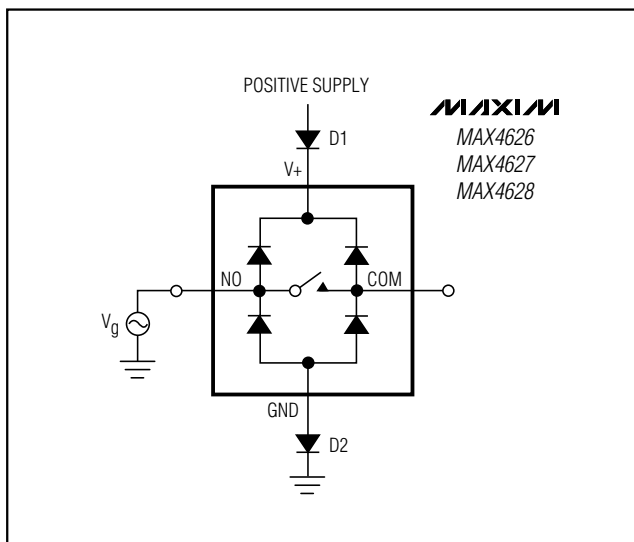 POSITIVE SUPPLY
D1
MAXIM
MAX4626
MAX4627
MAX4628
V+
NO
COM
Vg
GND
D2